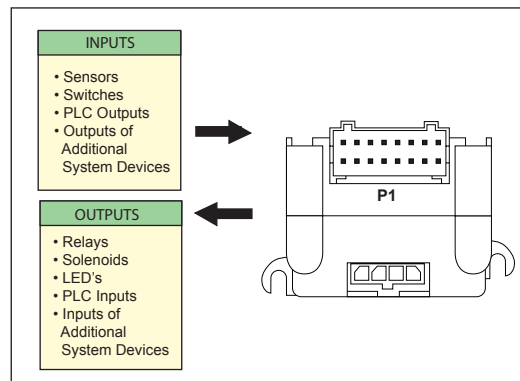 INPUTS
• Sensors
• Switches
• PLC Outputs
• Outputs of
Additional
System Devices
OUTPUTS
• Relays
• Solenoids
• LED's
• PLC Inputs
• Inputs of
Additional
System Devices
P1